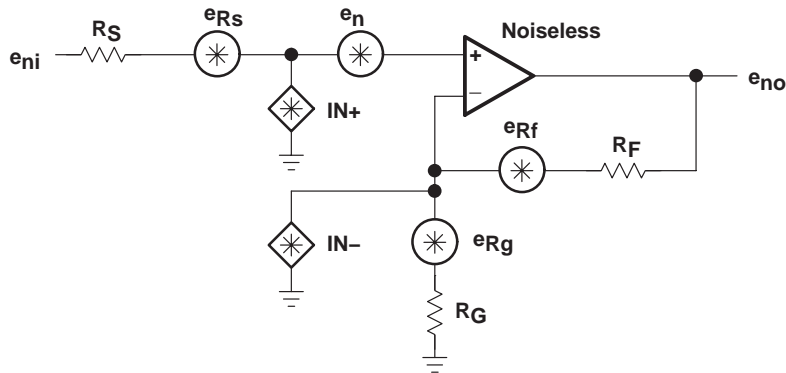 eRs
en
Noiseless
RS
eni
+
eno
IN+
−
eRf
RF
IN−
eRg
RG